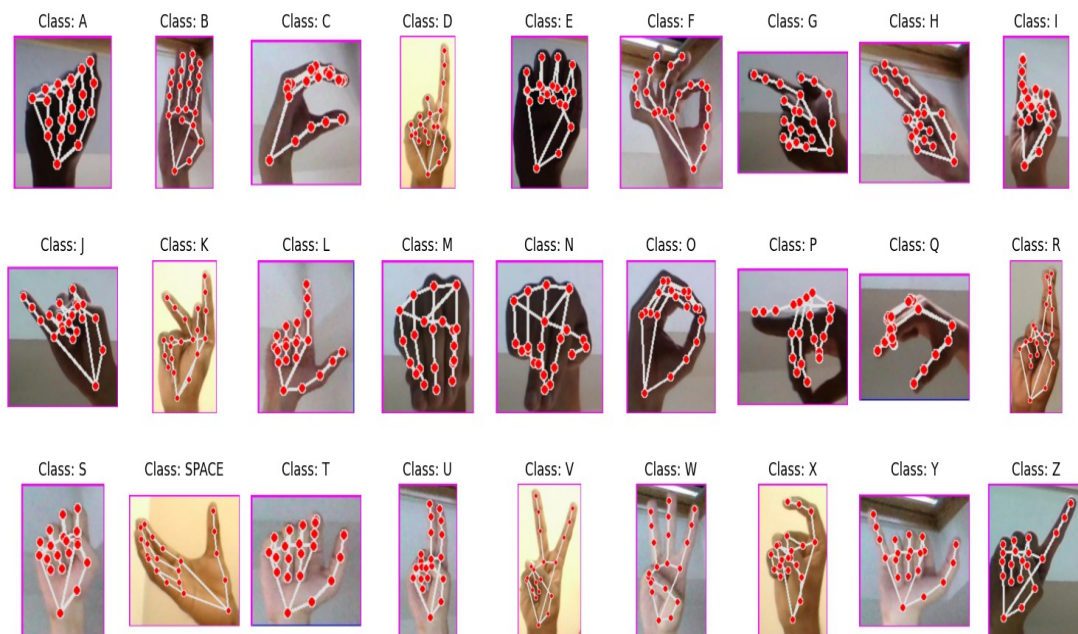 Class: A Class: B Class: C Class: D Class: E Class: F Class: G Class: H Class: I
Class: J Class: K Class: L Class: M Class: N Class: O Class: P Class: Q Class: R
Class: S Class: SPACE Class: T Class: U Class: V Class: W Class: X Class: Y Class: Z